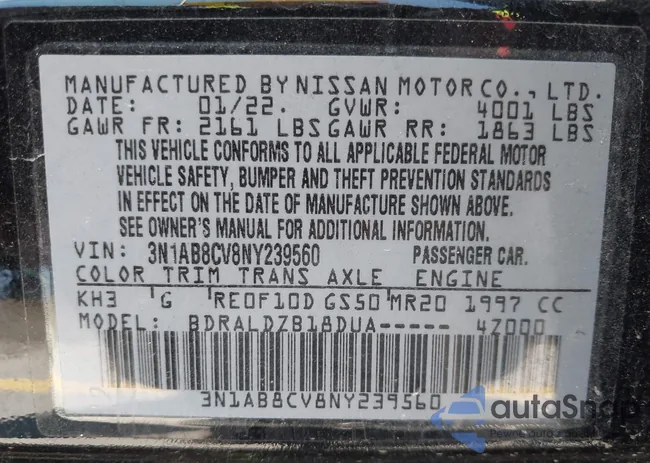 MANUFACTURED BY NISSAN MOTOR CO., LTD.
DATE: 01/22. GVWR: 4001 LBS
GAWR FR: 2161 LBS GAWR RR: 1863 LBS
THIS VEHICLE CONFORMS TO ALL APPLICABLE FEDERAL MOTOR
VEHICLE SAFETY, BUMPER AND THEFT PREVENTION STANDARDS
IN EFFECT ON THE DATE OF MANUFACTURE SHOWN ABOVE.
SEE OWNER'S MANUAL FOR ADDITIONAL INFORMATION.
VIN: 3N1AB8CV8NY239560 PASSENGER CAR.
COLOR TRIM TRANS AXLE ENGINE
KH3 'G 'RE0F10D GS50 MR20 1997 CC
MODEL: BDRALDZB18DUA----- 4Z000
3N1AB8CV8NY239560
autoSnap